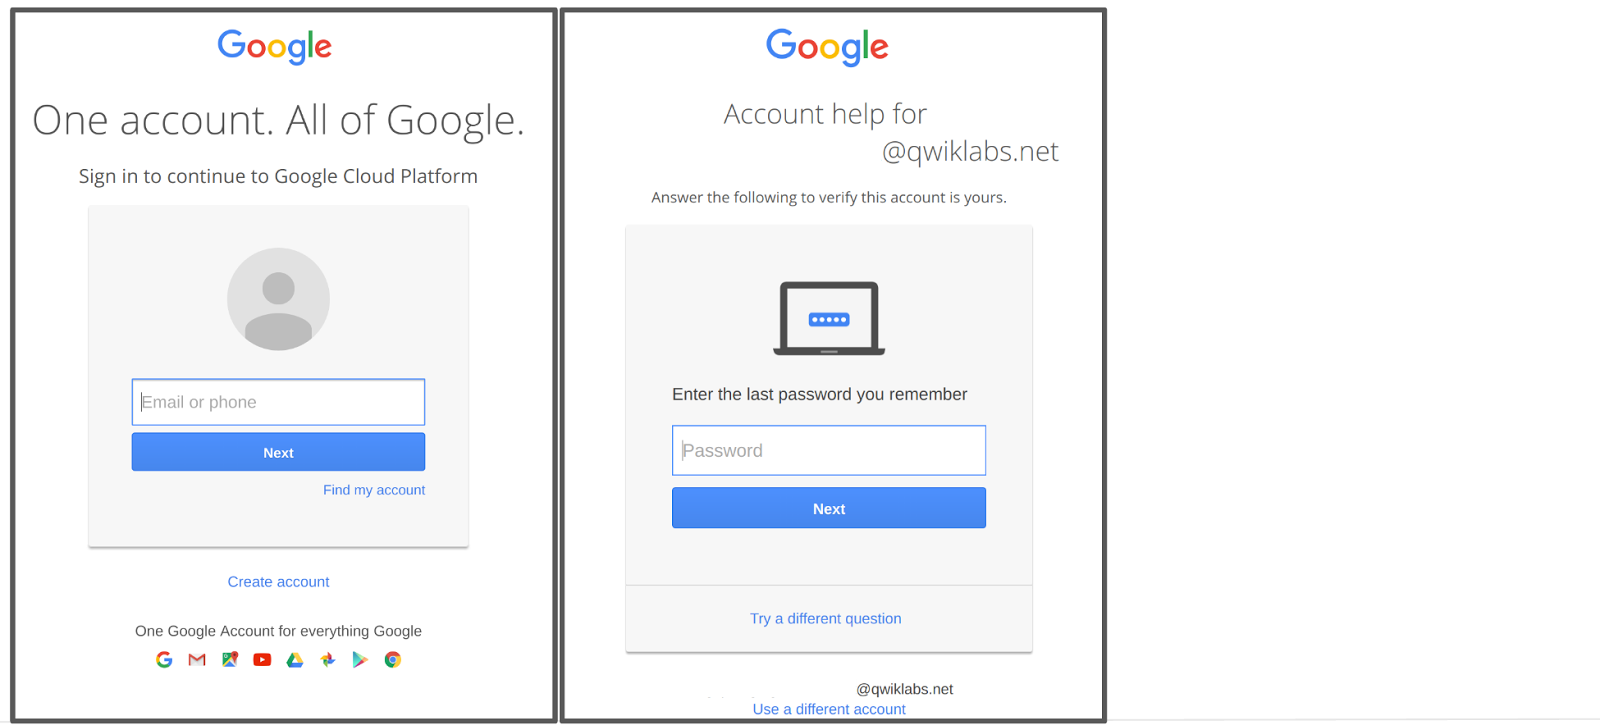 Google
One account. All of Google.
Sign in to continue to Google Cloud Platform
Email or phone
Next
Find my account
Create account
One Google Account for everything Google
Google
Account help for
@qwiklabs.net
Answer the following to verify this account is yours.
Enter the last password you remember
Password
Next
Try a different question
@qwiklabs.net
Use a different account